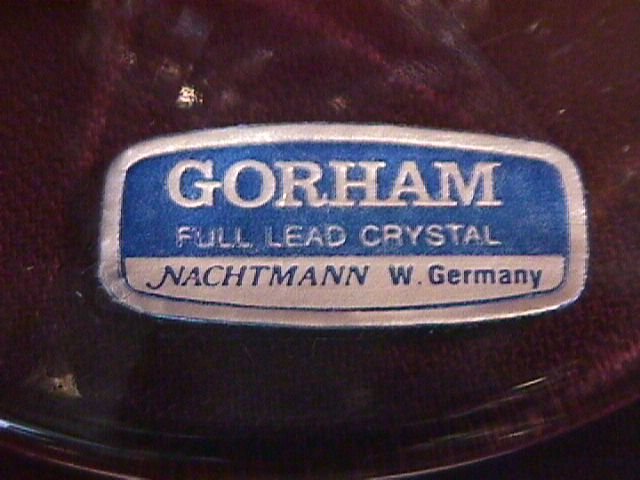 GORHAM
FULL LEAD CRYSTAL
NACHTMANN W. Germany